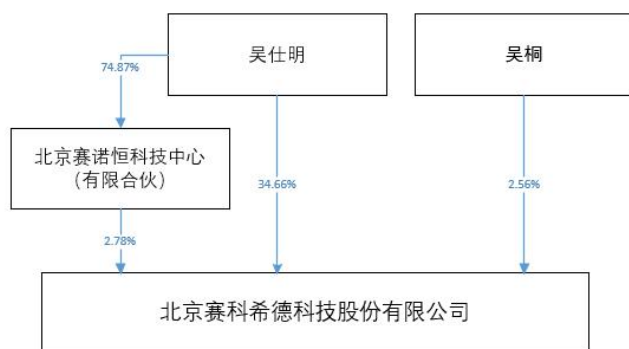 吴仕明
吴桐
74.87%
北京赛诺恒科技中心
（有限合伙）
34.66%
2.56%
2.78%
北京赛科希德科技股份有限公司